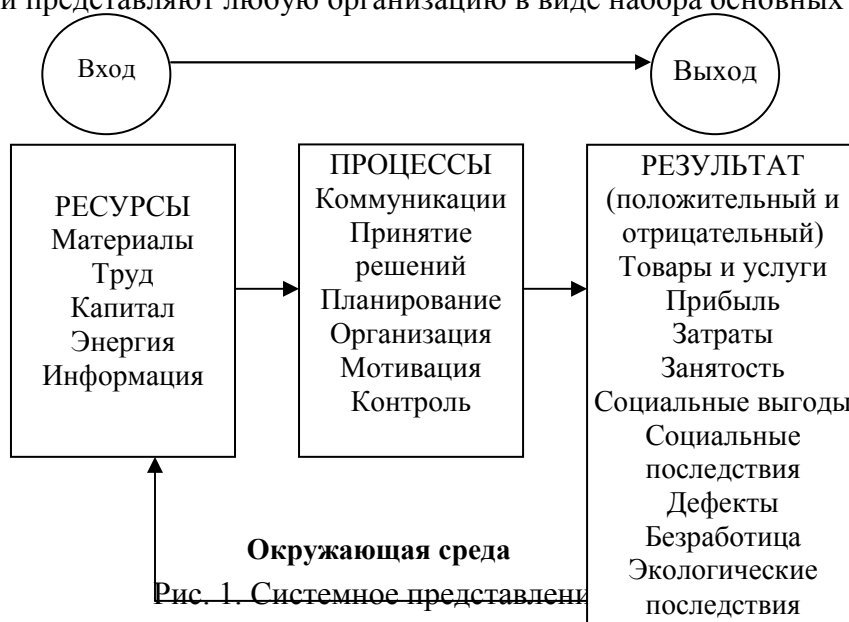 и представляют любую организацию в виде набора основных
Вход
Выход
РЕСУРСЫ
Материалы
Труд
Капитал
Энергия
Информация
ПРОЦЕССЫ
Коммуникации
Принятие
решений
Планирование
Организация
Мотивация
Контроль
РЕЗУЛЬТАТ
(положительный и
отрицательный)
Товары и услуги
Прибыль
Затраты
Занятость
Социальные выгоды
Социальные
последствия
Дефекты
Безработица
Экологические
последствия
Окружающая среда
Рис. 1. Системное представлени